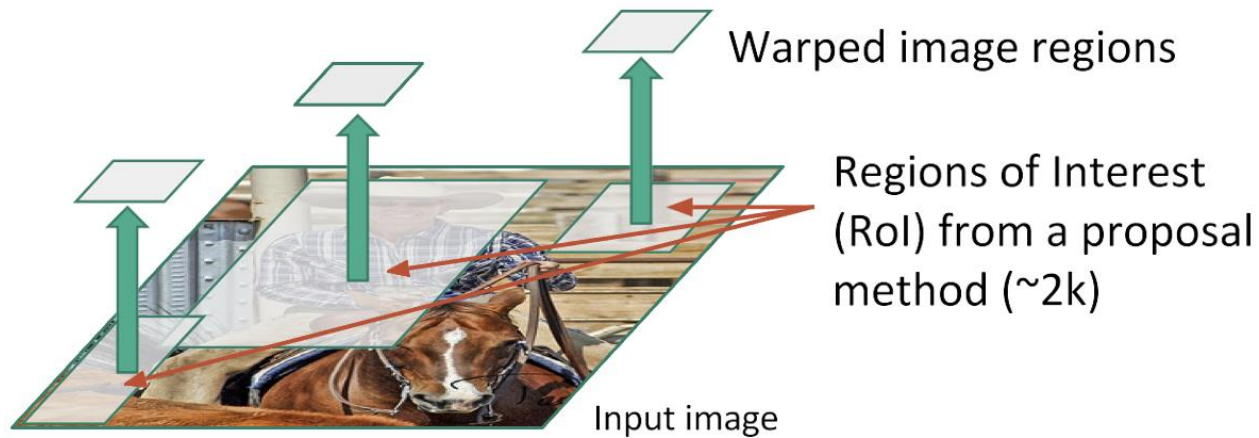 Warped image regions
Regions of Interest
(RoI) from a proposal
method (~2k)
Input image